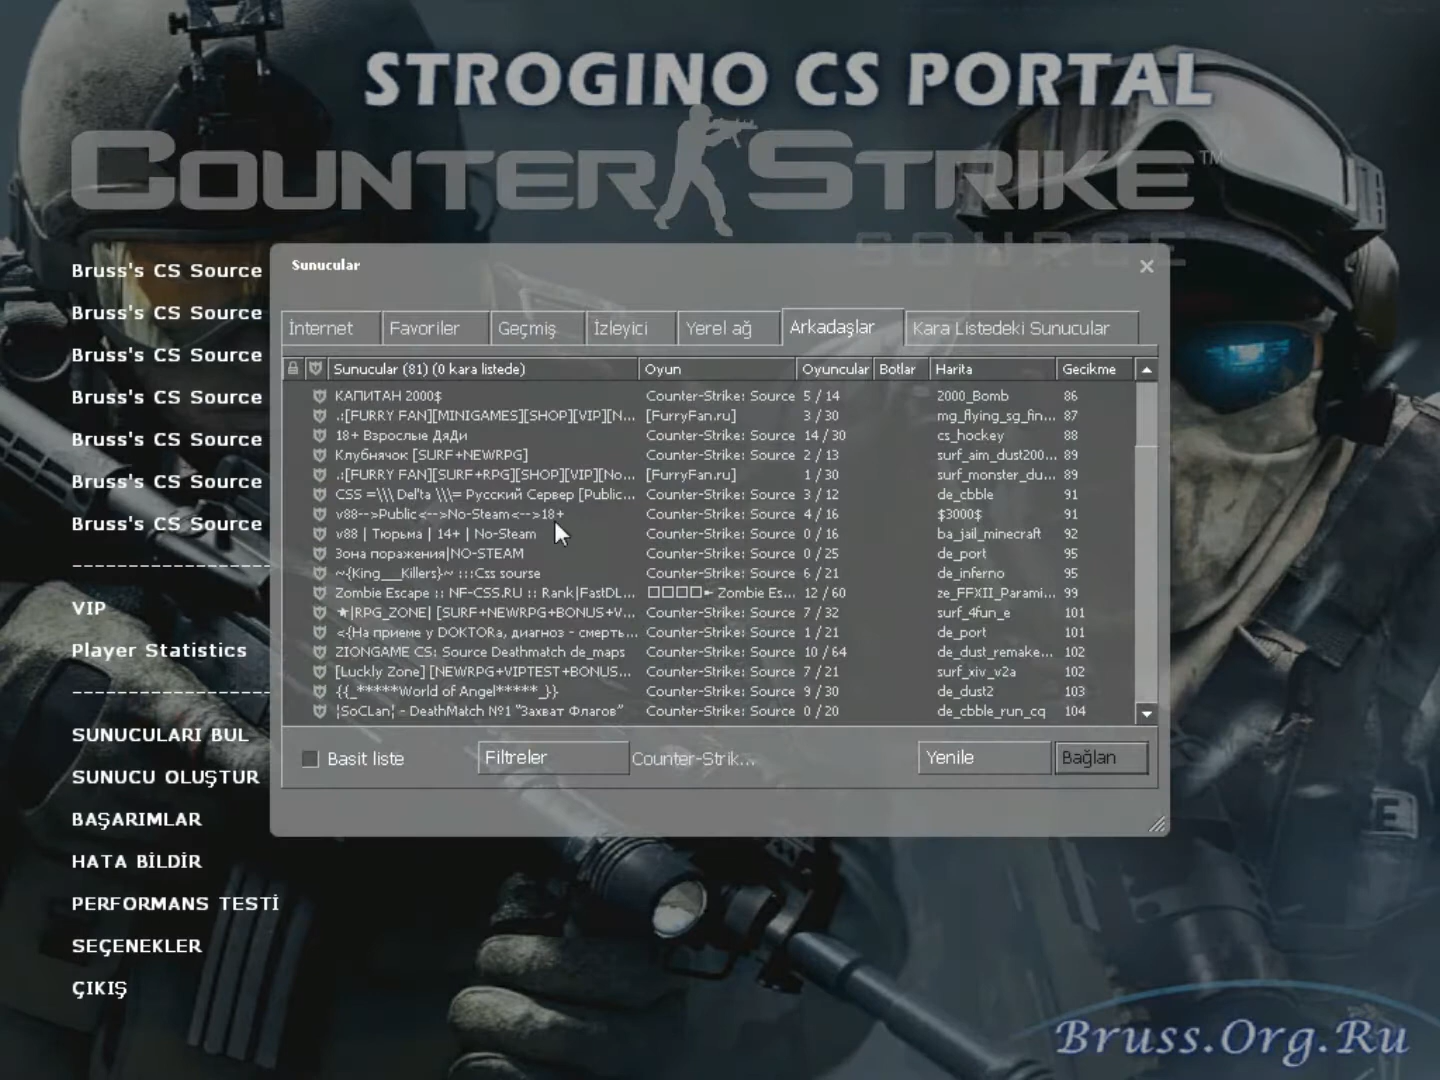 STROGINO CS PORTAL
COUNTER STRIKE™
SOURCE
Bruss's CS Source
Bruss's CS Source
Bruss's CS Source
Bruss's CS Source
Bruss's CS Source
Bruss's CS Source
Bruss's CS Source
--------------------
VIP
Player Statistics
--------------------
SUNUCULARI BUL
SUNUCU OLUŞTUR
BAŞARIMLAR
HATA BİLDİR
PERFORMANS TESTİ
SEÇENEKLER
ÇIKIŞ
Sunucular
İnternet Favoriler Geçmiş İzleyici Yerel ağ Arkadaşlar Kara Listedeki Sunucular
Sunucular (81) (0 kara listede) Oyun Oyuncular Botlar Harita Gecikme
КАПИТАН 2000$ Counter-Strike: Source 5 / 14 2000_Bomb 86
.:[FURRY FAN][MINIGAMES][SHOP][VIP][N... [FurryFan.ru] 3 / 30 mg_flying_sg_fin... 87
18+ Взрослые ДяДи Counter-Strike: Source 14 / 30 cs_hockey 88
Клубнячок [SURF+NEWRPG] Counter-Strike: Source 2 / 13 surf_aim_dust200... 89
.:[FURRY FAN][SURF+RPG][SHOP][VIP][No... [FurryFan.ru] 1 / 30 surf_monster_du... 89
CSS =\\\ Del'ta \\\= Русский Сервер [Public... Counter-Strike: Source 3 / 12 de_cbble 91
v88-->Public<-->No-Steam<-->18+ Counter-Strike: Source 4 / 16 $3000$ 91
v88 | Тюрьма | 14+ | No-Steam Counter-Strike: Source 0 / 16 ba_jail_minecraft 92
Зона поражения|NO-STEAM Counter-Strike: Source 0 / 25 de_port 95
~{King___Killers}~ :::Css sourse Counter-Strike: Source 6 / 21 de_inferno 95
Zombie Escape :: NF-CSS.RU :: Rank|FastDL... □□□□► Zombie Es... 12 / 60 ze_FFXII_Parami... 99
★|RPG_ZONE| [SURF+NEWRPG+BONUS+V... Counter-Strike: Source 7 / 32 surf_4fun_e 101
<{На приеме у DOKTORa, диагноз - смерть... Counter-Strike: Source 1 / 21 de_port 101
ZIONGAME CS: Source Deathmatch de_maps Counter-Strike: Source 10 / 64 de_dust_remake... 102
[Luckly Zone] [NEWRPG+VIPTEST+BONUS... Counter-Strike: Source 7 / 21 surf_xiv_v2a 102
{{_*****World of Angel*****_}} Counter-Strike: Source 9 / 30 de_dust2 103
¦SoCLan¦ - DeathMatch №1 "Захват Флагов" Counter-Strike: Source 0 / 20 de_cbble_run_cq 104
Basit liste Filtreler Counter-Strik... Yenile Bağlan
E
Bruss.Org.Ru